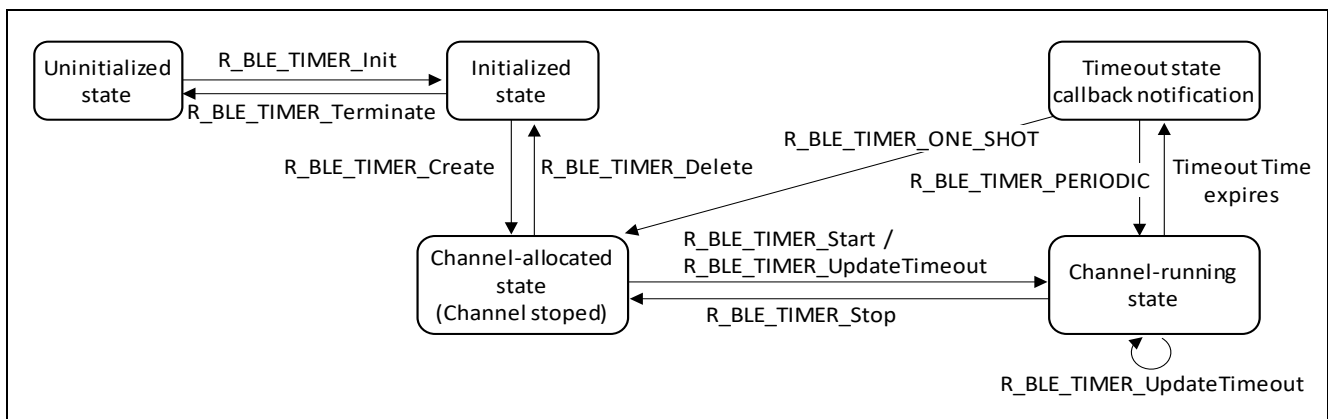 Uninitialized
state
R_BLE_TIMER_Init
R_BLE_TIMER_Terminate
Initialized
state
Timeout state
callback notification
R_BLE_TIMER_Create
R_BLE_TIMER_Delete
R_BLE_TIMER_ONE_SHOT
R_BLE_TIMER_PERIODIC
Timeout Time
expires
Channel-allocated
state
(Channel stoped)
R_BLE_TIMER_Start /
R_BLE_TIMER_UpdateTimeout
R_BLE_TIMER_Stop
Channel-running
state
R_BLE_TIMER_UpdateTimeout